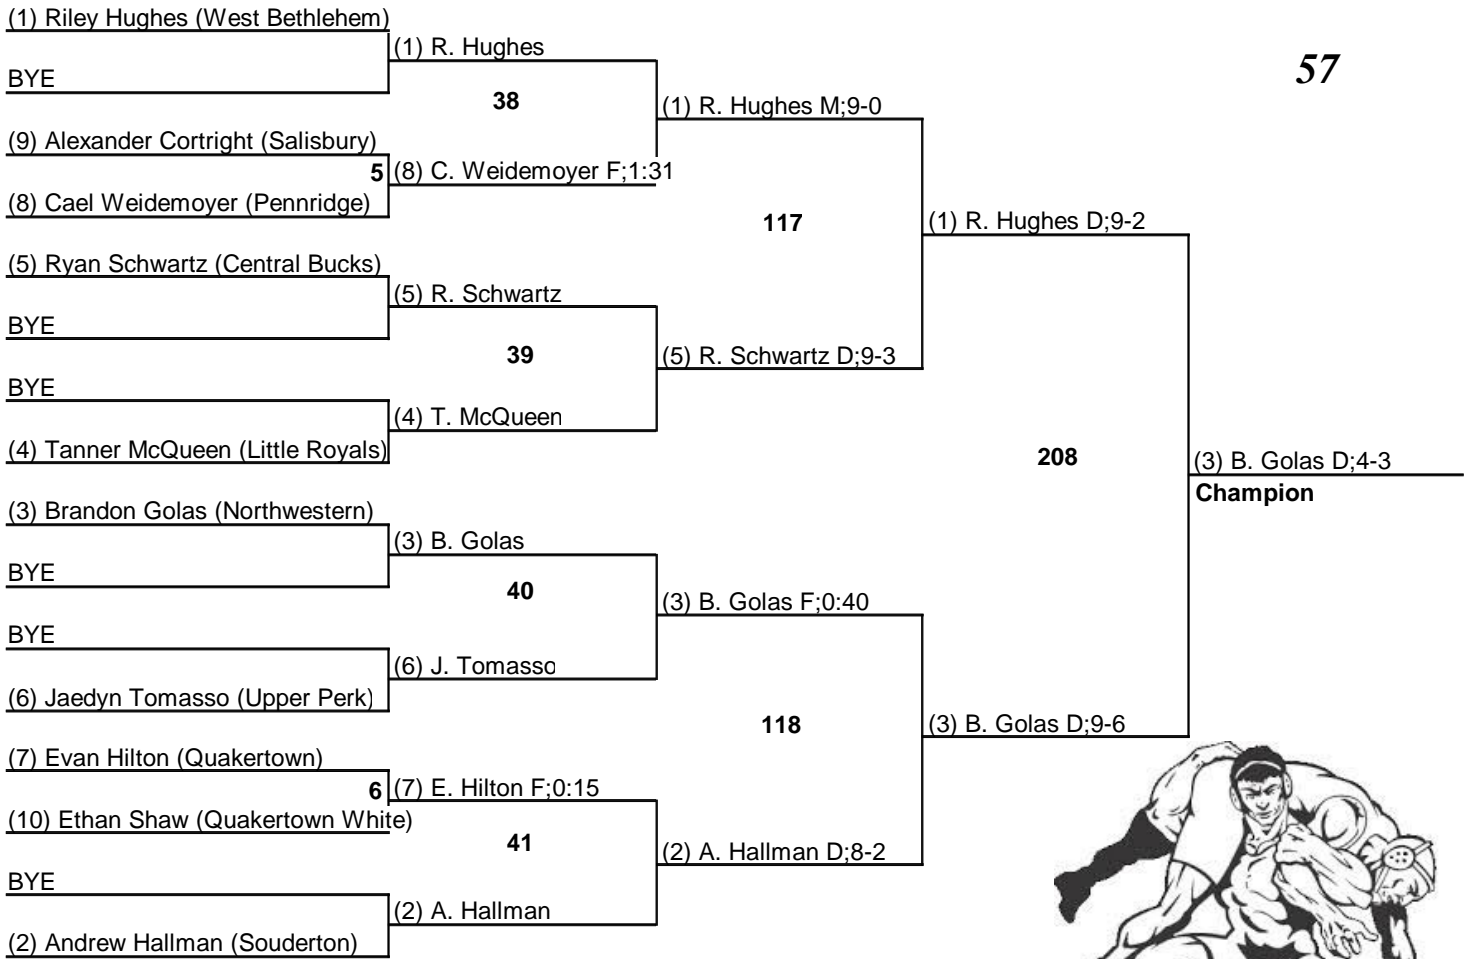 (1) Riley Hughes (West Bethlehem)
(1) R. Hughes
57
BYE
38
(1) R. Hughes M;9-0
(9) Alexander Cortright (Salisbury)
5
(8) C. Weidemoyer F;1:31
(8) Cael Weidemoyer (Pennridge)
117
(1) R. Hughes D;9-2
(5) Ryan Schwartz (Central Bucks)
(5) R. Schwartz
BYE
39
(5) R. Schwartz D;9-3
BYE
(4) T. McQueen
(4) Tanner McQueen (Little Royals)
208
(3) B. Golas D;4-3
Champion
(3) Brandon Golas (Northwestern)
(3) B. Golas
BYE
40
(3) B. Golas F;0:40
BYE
(6) J. Tomasso
(6) Jaedyn Tomasso (Upper Perk)
118
(3) B. Golas D;9-6
(7) Evan Hilton (Quakertown)
6
(7) E. Hilton F;0:15
(10) Ethan Shaw (Quakertown White)
41
(2) A. Hallman D;8-2
BYE
(2) A. Hallman
(2) Andrew Hallman (Souderton)